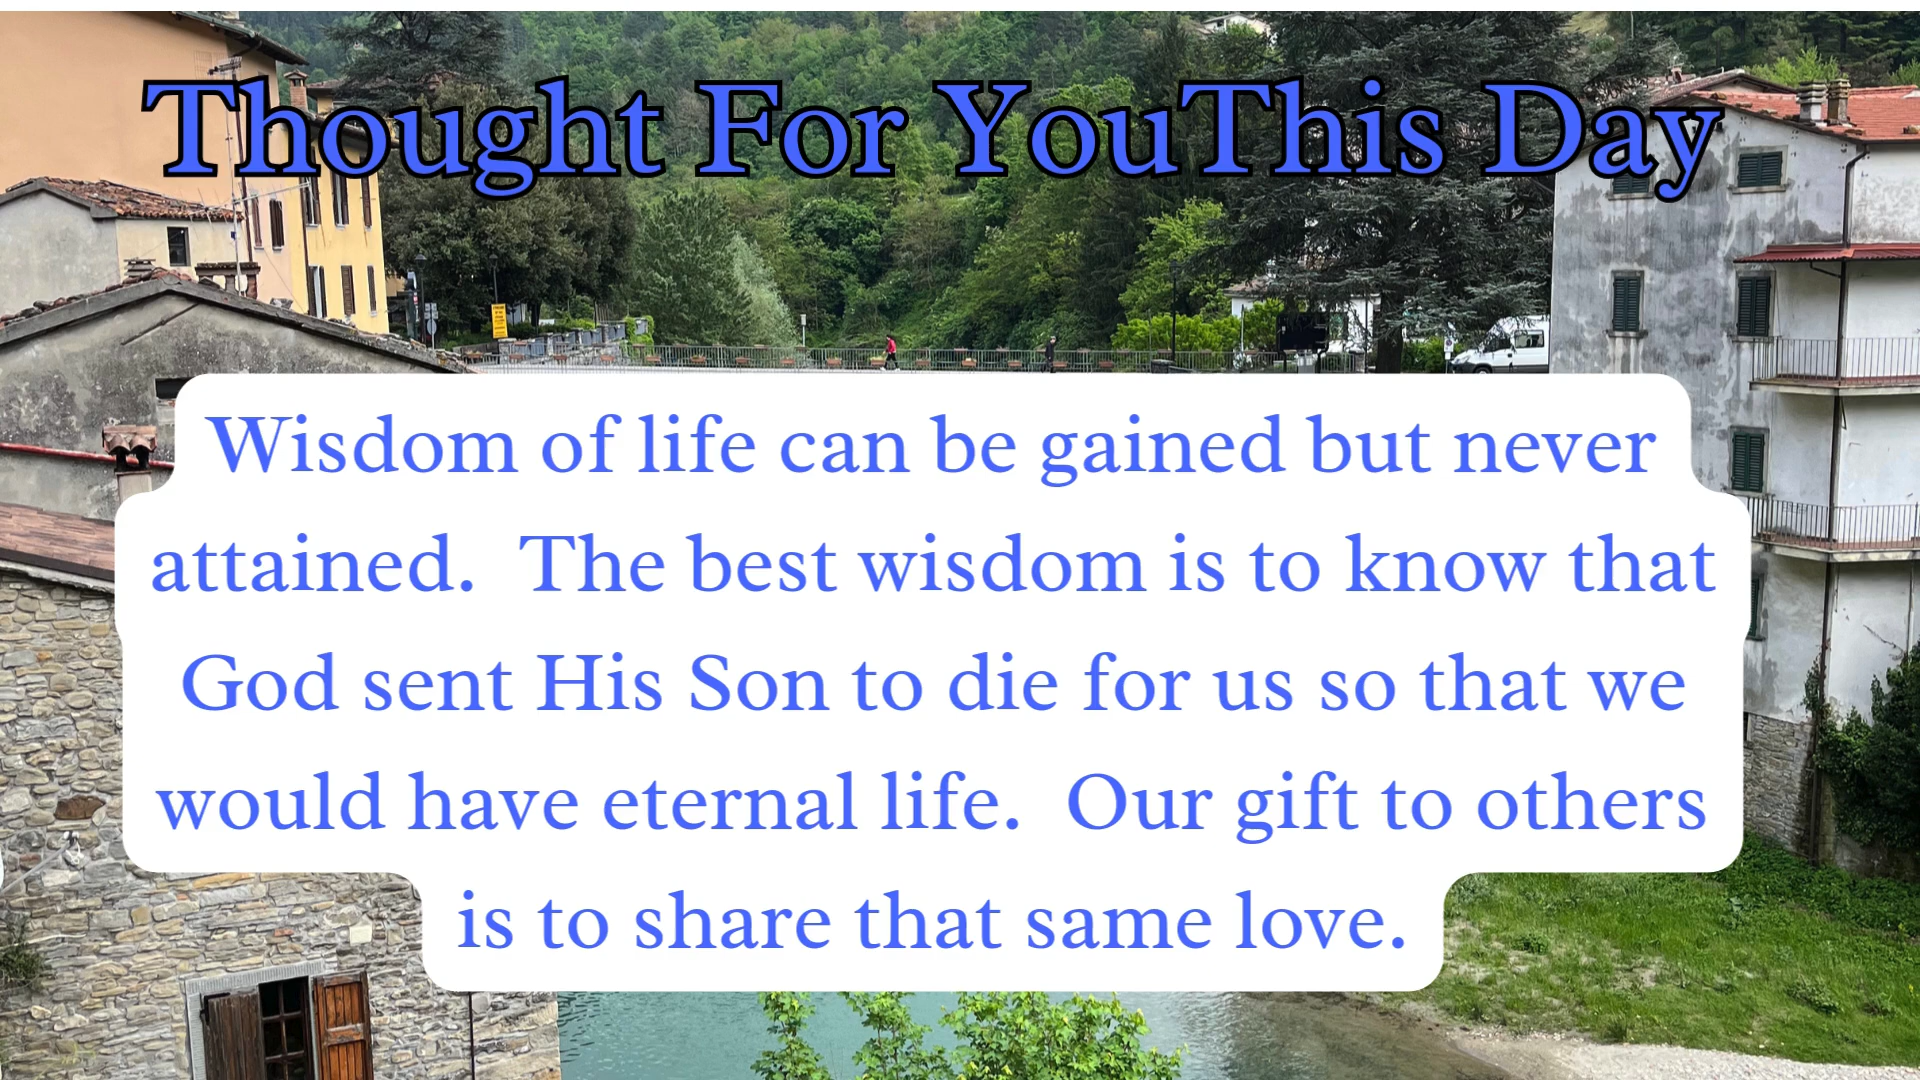 Thought For YouThis Day
Wisdom of life can be gained but never
attained.  The best wisdom is to know that
God sent His Son to die for us so that we
would have eternal life.  Our gift to others
is to share that same love.